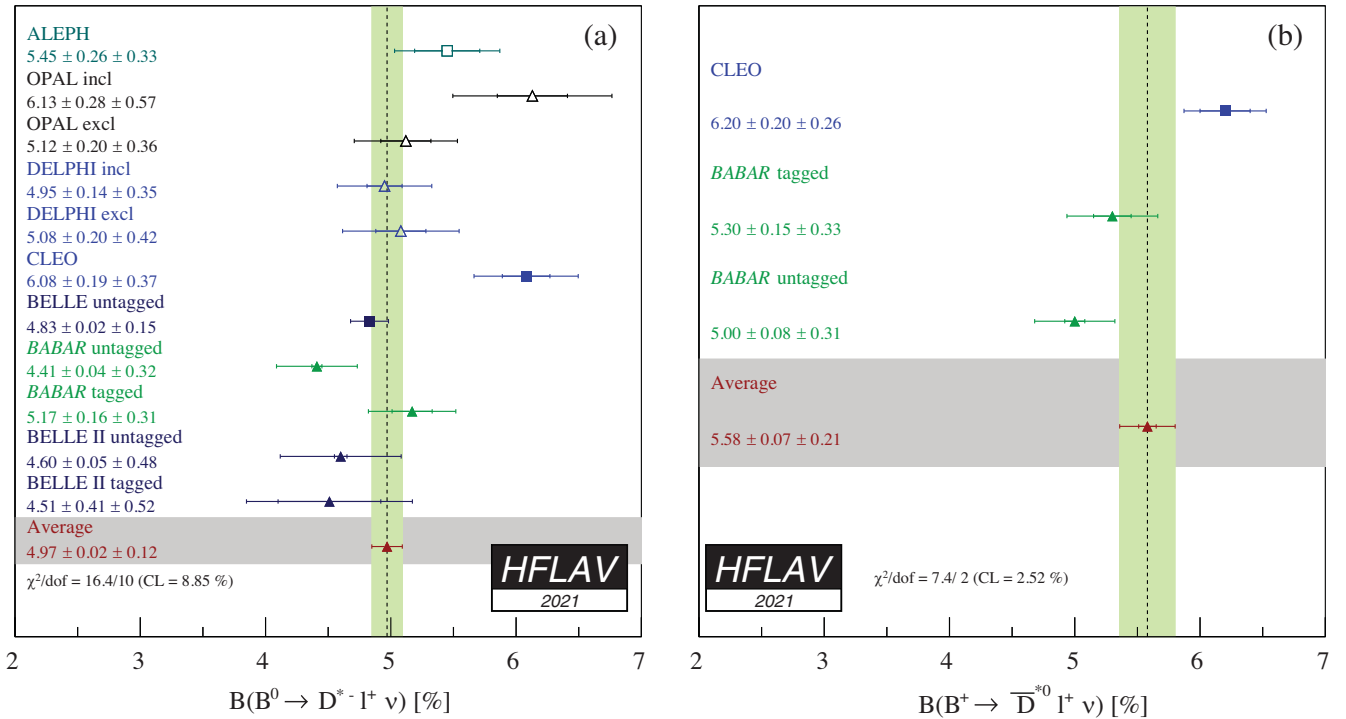 (a)
ALEPH
5.45 ± 0.26 ± 0.33
OPAL incl
6.13 ± 0.28 ± 0.57
OPAL excl
5.12 ± 0.20 ± 0.36
DELPHI incl
4.95 ± 0.14 ± 0.35
DELPHI excl
5.08 ± 0.20 ± 0.42
CLEO
6.08 ± 0.19 ± 0.37
BELLE untagged
4.83 ± 0.02 ± 0.15
BABAR untagged
4.41 ± 0.04 ± 0.32
BABAR tagged
5.17 ± 0.16 ± 0.31
BELLE II untagged
4.60 ± 0.05 ± 0.48
BELLE II tagged
4.51 ± 0.41 ± 0.52
Average
4.97 ± 0.02 ± 0.12
χ²/dof = 16.4/10 (CL = 8.85 %)
HFLAV
2021
2 3 4 5 6 7
B(B⁰ → D*⁻ l⁺ ν) [%]
(b)
CLEO
6.20 ± 0.20 ± 0.26
BABAR tagged
5.30 ± 0.15 ± 0.33
BABAR untagged
5.00 ± 0.08 ± 0.31
Average
5.58 ± 0.07 ± 0.21
HFLAV
2021
χ²/dof = 7.4/ 2 (CL = 2.52 %)
2 3 4 5 6 7
B(B⁺ → D̅*⁰ l⁺ ν) [%]